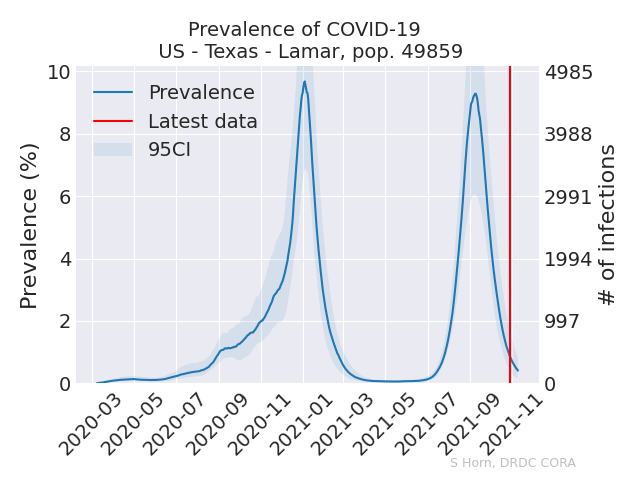 Prevalence of COVID-19
US - Texas - Lamar, pop. 49859
Prevalence
Latest data
95CI
Prevalence (%)
10
8
6
4
2
0
4985
3988
2991
1994
997
0
# of infections
2020-03
2020-05
2020-07
2020-09
2020-11
2021-01
2021-03
2021-05
2021-07
2021-09
2021-11
S Horn, DRDC CORA